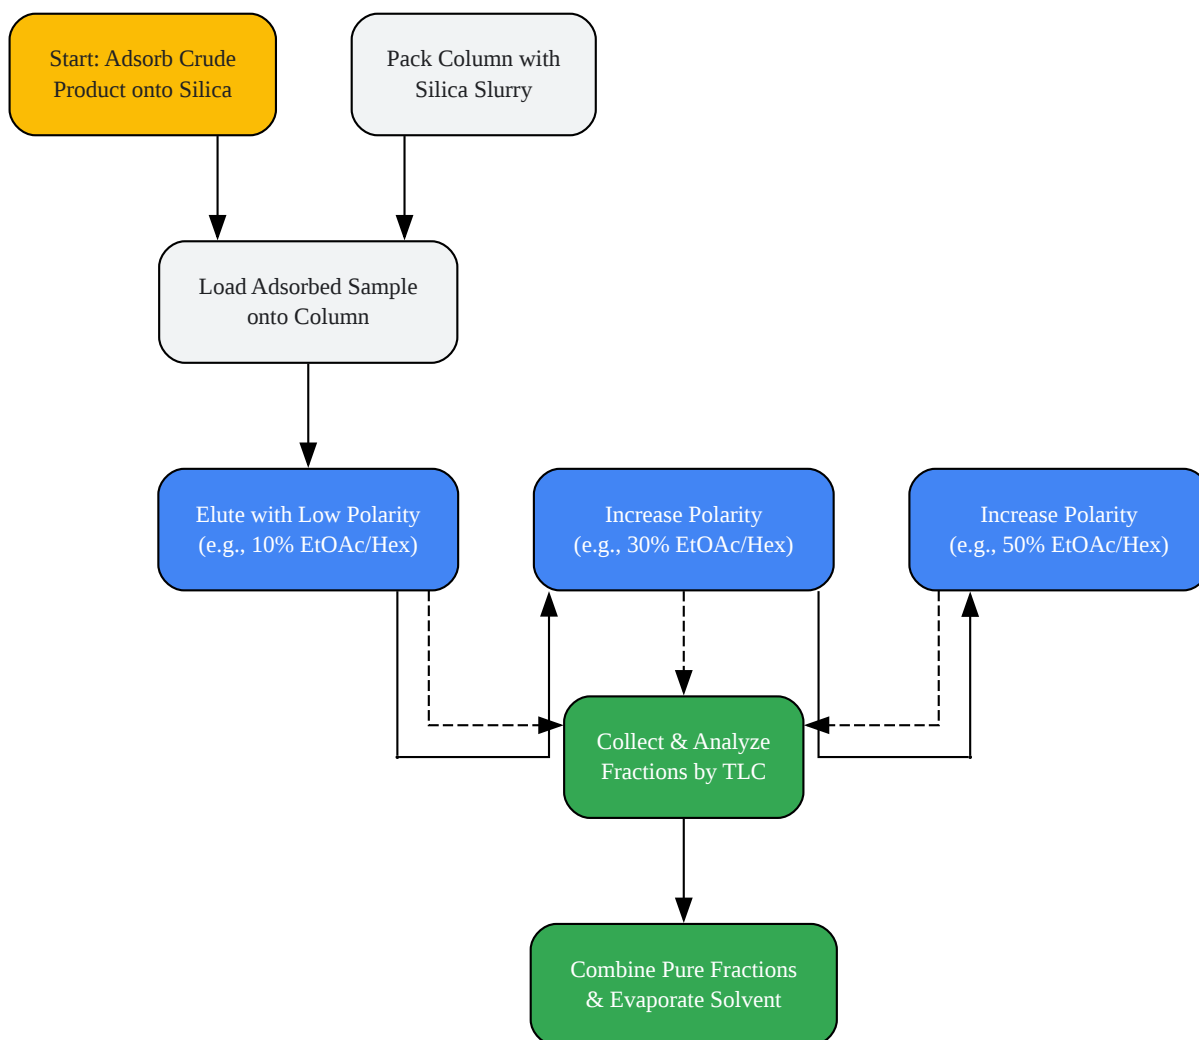 Start: Adsorb Crude
Product onto Silica
Pack Column with
Silica Slurry
Load Adsorbed Sample
onto Column
Elute with Low Polarity
(e.g., 10% EtOAc/Hex)
Increase Polarity
(e.g., 30% EtOAc/Hex)
Increase Polarity
(e.g., 50% EtOAc/Hex)
Collect & Analyze
Fractions by TLC
Combine Pure Fractions
& Evaporate Solvent